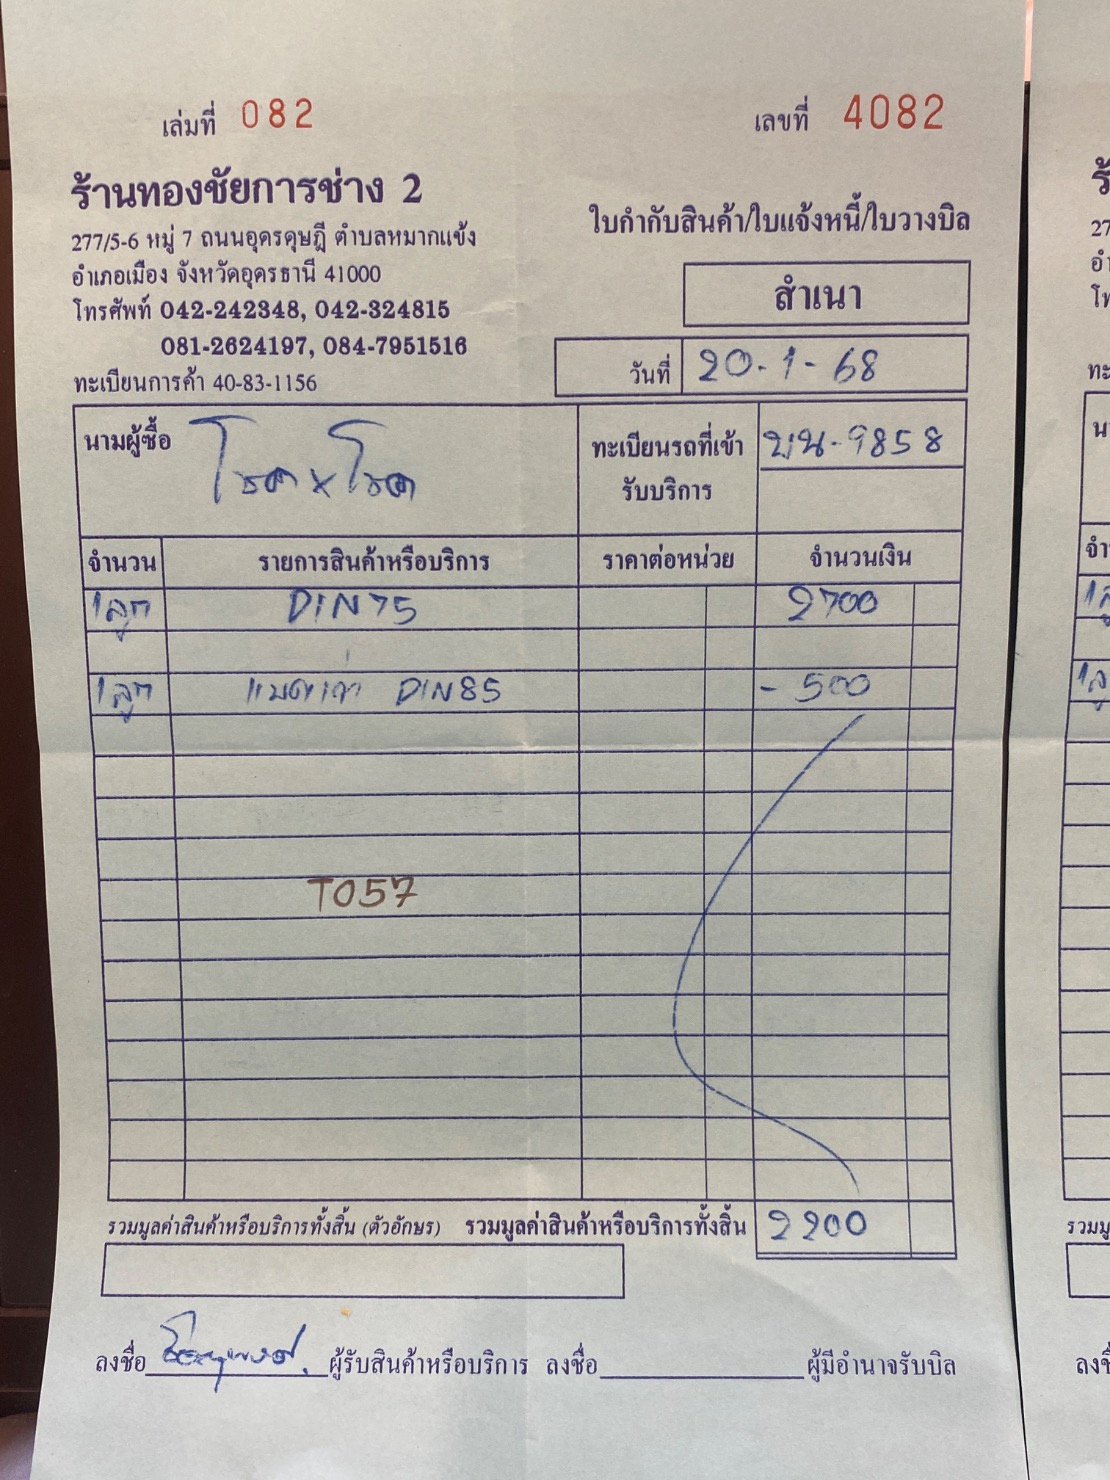 เล่มที่ 082
เลขที่ 4082
ร้านทองชัยการช่าง 2
277/5-6 หมู่ 7 ถนนอุดรดุษฎี ตำบลหมากแข้ง
อำเภอเมือง จังหวัดอุดรธานี 41000
โทรศัพท์ 042-242348, 042-324815
081-2624197, 084-7951516
ทะเบียนการค้า 40-83-1156
ใบกำกับสินค้า/ใบแจ้งหนี้/ใบวางบิล
สำเนา
วันที่ 20-1-68
นามผู้ซื้อ โชค x โชค
ทะเบียนรถที่เข้า บน-9858
รับบริการ
จำนวน รายการสินค้าหรือบริการ ราคาต่อหน่วย จำนวนเงิน
1ลูก DIN75 2700
1ลูก แบตเก่า DIN85 - 500
T057
รวมมูลค่าสินค้าหรือบริการทั้งสิ้น (ตัวอักษร) รวมมูลค่าสินค้าหรือบริการทั้งสิ้น 2200
ลงชื่อ ผู้รับสินค้าหรือบริการ ลงชื่อ ผู้มีอำนาจรับบิล